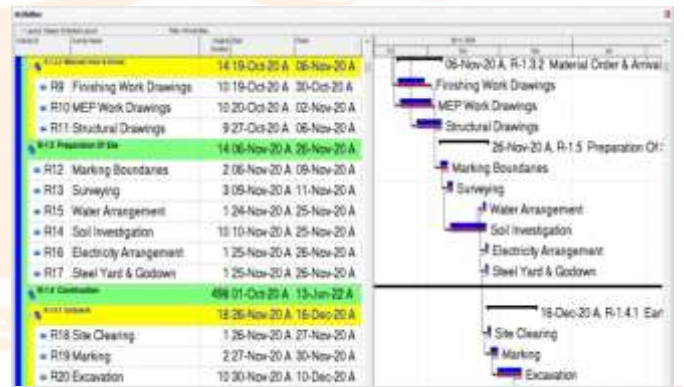 Activities
14 19-Oct-20 A 06-Nov-20 A
R9 Finishing Work Drawings 10 19-Oct-20 A 30-Oct-20 A
R10 MEP Work Drawings 10 20-Oct-20 A 02-Nov-20 A
R11 Structural Drawings 9 27-Oct-20 A 06-Nov-20 A
Preparation Of Site 14 06-Nov-20 A 26-Nov-20 A
R12 Marking Boundaries 2 06-Nov-20 A 09-Nov-20 A
R13 Surveying 3 09-Nov-20 A 11-Nov-20 A
R15 Water Arrangement 1 24-Nov-20 A 25-Nov-20 A
R14 Soil Investigation 10 10-Nov-20 A 25-Nov-20 A
R16 Electricity Arrangement 1 25-Nov-20 A 26-Nov-20 A
R17 Steel Yard & Godown 1 25-Nov-20 A 26-Nov-20 A
Construction 498 01-Oct-20 A 13-Jun-22 A
18 26-Nov-20 A 16-Dec-20 A
R18 Site Clearing 1 26-Nov-20 A 27-Nov-20 A
R19 Marking 2 27-Nov-20 A 30-Nov-20 A
R20 Excavation 10 30-Nov-20 A 10-Dec-20 A
06-Nov-20 A, R-1.3.2 Material Order & Arrival
Finishing Work Drawings
MEP Work Drawings
Structural Drawings
26-Nov-20 A, R-1.5 Preparation Of
Marking Boundaries
Surveying
Water Arrangement
Soil Investigation
Electricity Arrangement
Steel Yard & Godown
16-Dec-20 A, R-1.4.1 Ear
Site Clearing
Marking
Excavation